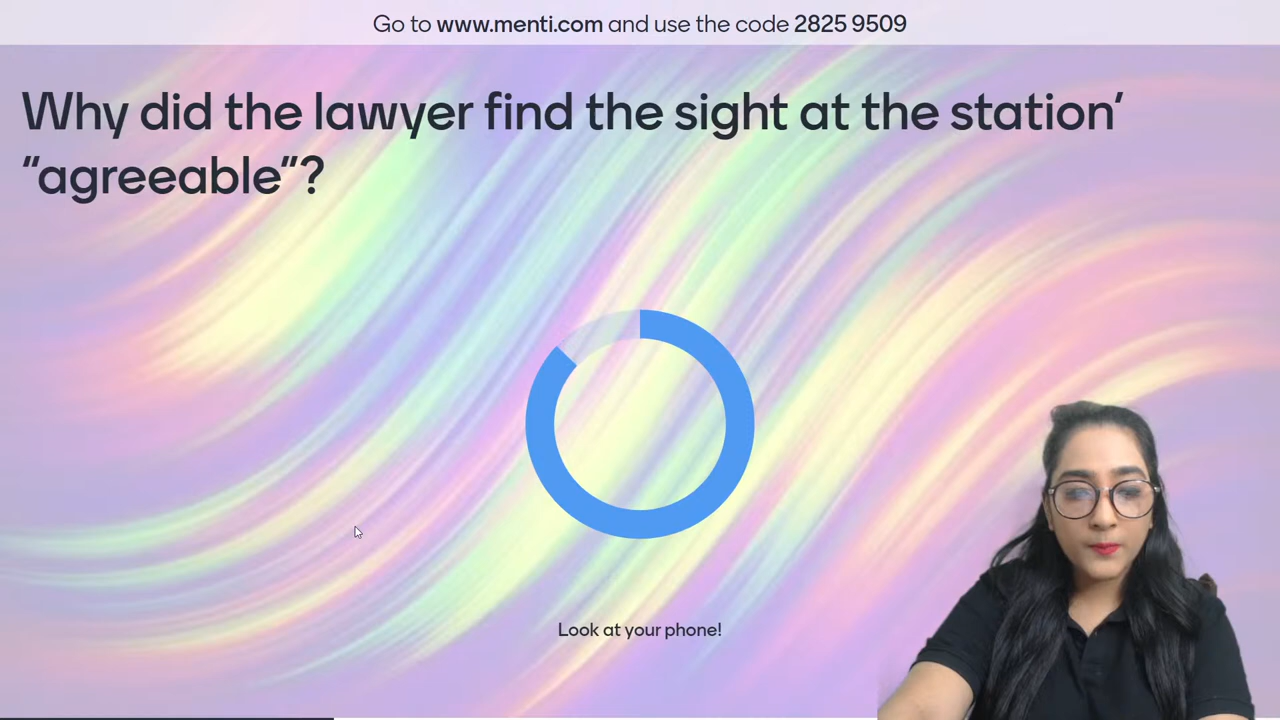 Go to www.menti.com and use the code 2825 9509
Why did the lawyer find the sight at the station’
“agreeable”?
Look at your phone!